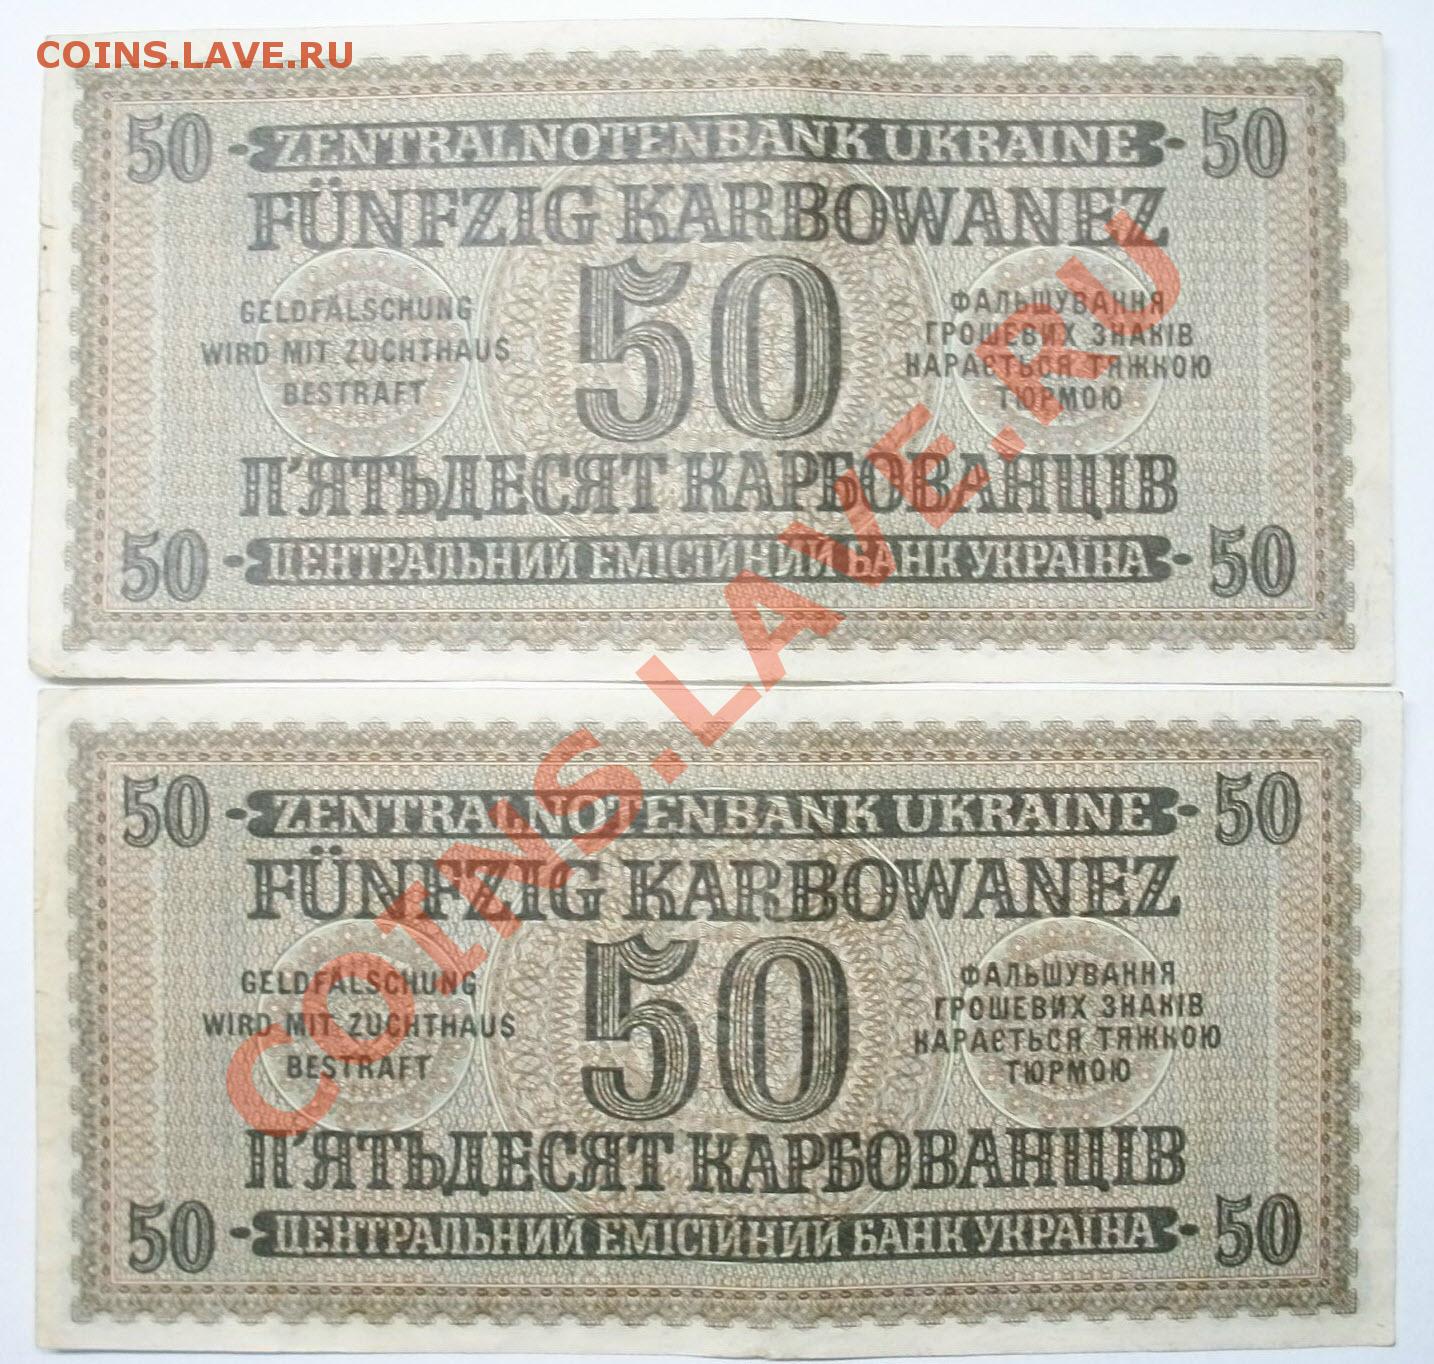 COINS.LAVE.RU
50 ZENTRALNOTENBANK UKRAINE 50
FÜNFZIG KARBOWANEZ
50
GELDFÄLSCHUNG
WIRD MIT ZUCHTHAUS
BESTRAFT
ФАЛЬШУВАННЯ
ГРОШЕВИХ ЗНАКІВ
КАРАЄТЬСЯ ТЯЖКОЮ
ТЮРМОЮ
П'ЯТЬДЕСЯТ КАРБОВАНЦІВ
50 ЦЕНТРАЛЬНИЙ ЕМІСІЙНИЙ БАНК УКРАЇНА 50
COINS.LAVE.RU
50 ZENTRALNOTENBANK UKRAINE 50
FÜNFZIG KARBOWANEZ
50
GELDFÄLSCHUNG
WIRD MIT ZUCHTHAUS
BESTRAFT
ФАЛЬШУВАННЯ
ГРОШЕВИХ ЗНАКІВ
КАРАЄТЬСЯ ТЯЖКОЮ
ТЮРМОЮ
П'ЯТЬДЕСЯТ КАРБОВАНЦІВ
50 ЦЕНТРАЛЬНИЙ ЕМІСІЙНИЙ БАНК УКРАЇНА 50